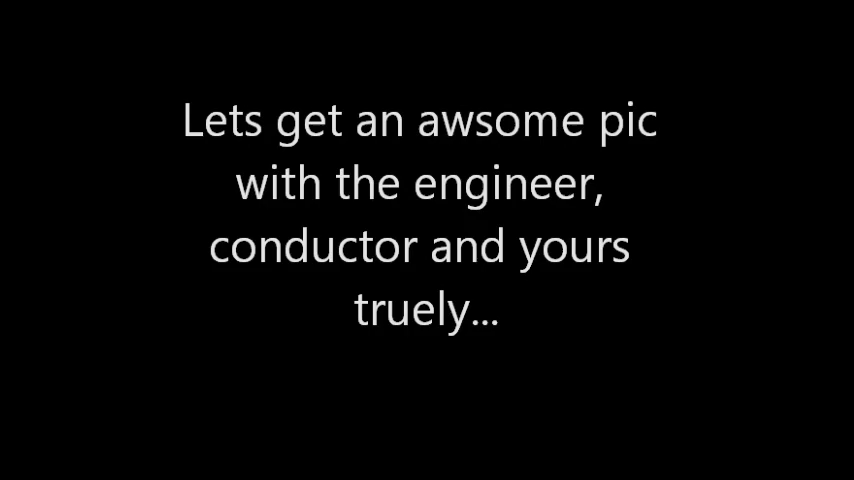 Lets get an awsome pic
with the engineer,
conductor and yours
truely...